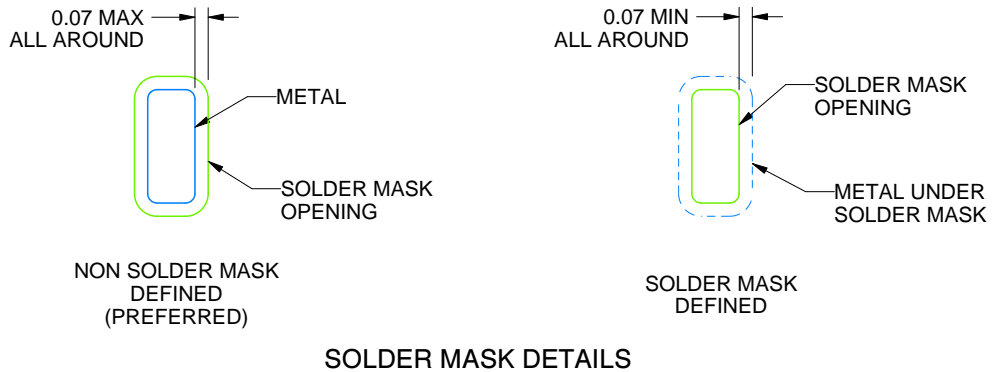 0.07 MAX
ALL AROUND
METAL
SOLDER MASK
OPENING
NON SOLDER MASK
DEFINED
(PREFERRED)
0.07 MIN
ALL AROUND
SOLDER MASK
OPENING
METAL UNDER
SOLDER MASK
SOLDER MASK
DEFINED
SOLDER MASK DETAILS